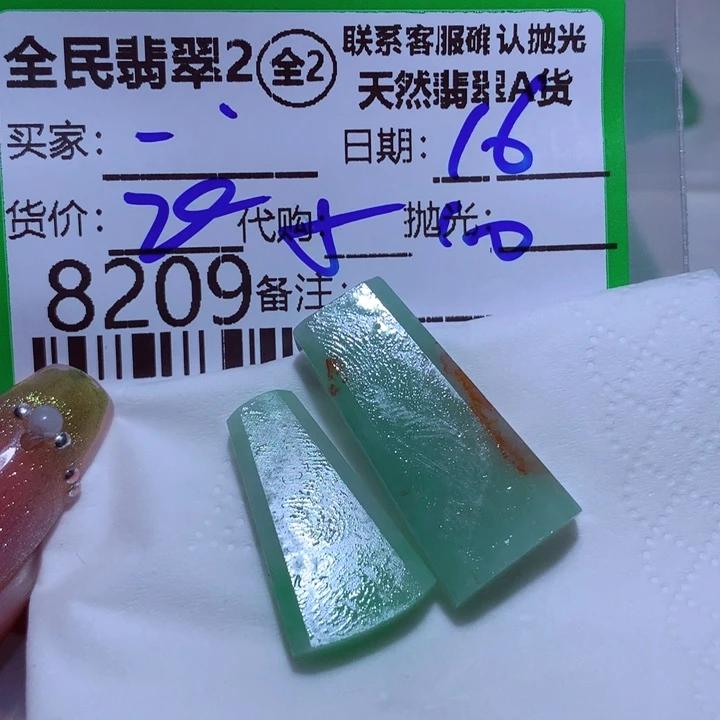 全民翡翠2 全2 联系客服确认抛光
天然翡翠A货
买家: 一、 日期: 16
货价: 代购: 抛光:
8209 备注: